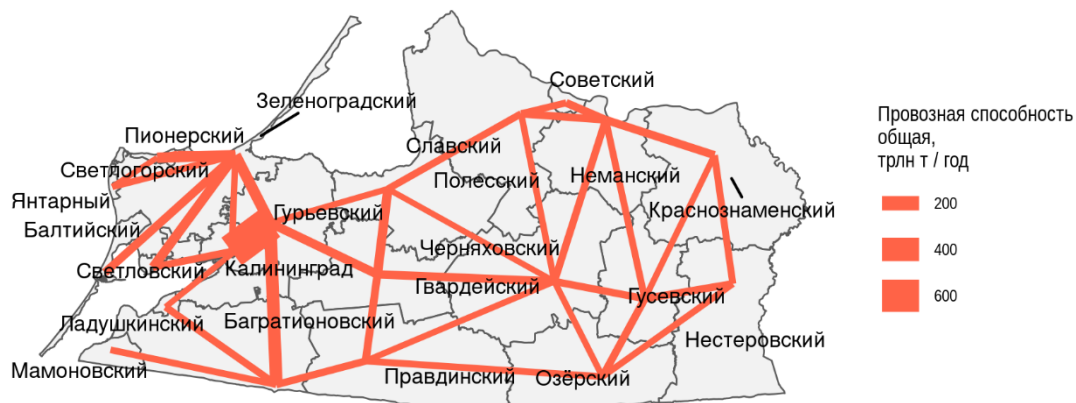 Советский
Зеленоградский
Пионерский
Славский
Светлогорский
Полесский
Неманский
Янтарный
Гурьевский
Краснознаменский
Балтийский
Черняховский
Светловский
Калининград
Гвардейский
Гусевский
Ладушкинский
Багратионовский
Нестеровский
Мамоновский
Правдинский
Озёрский
Провозная способность
общая,
трлн т / год
200
400
600